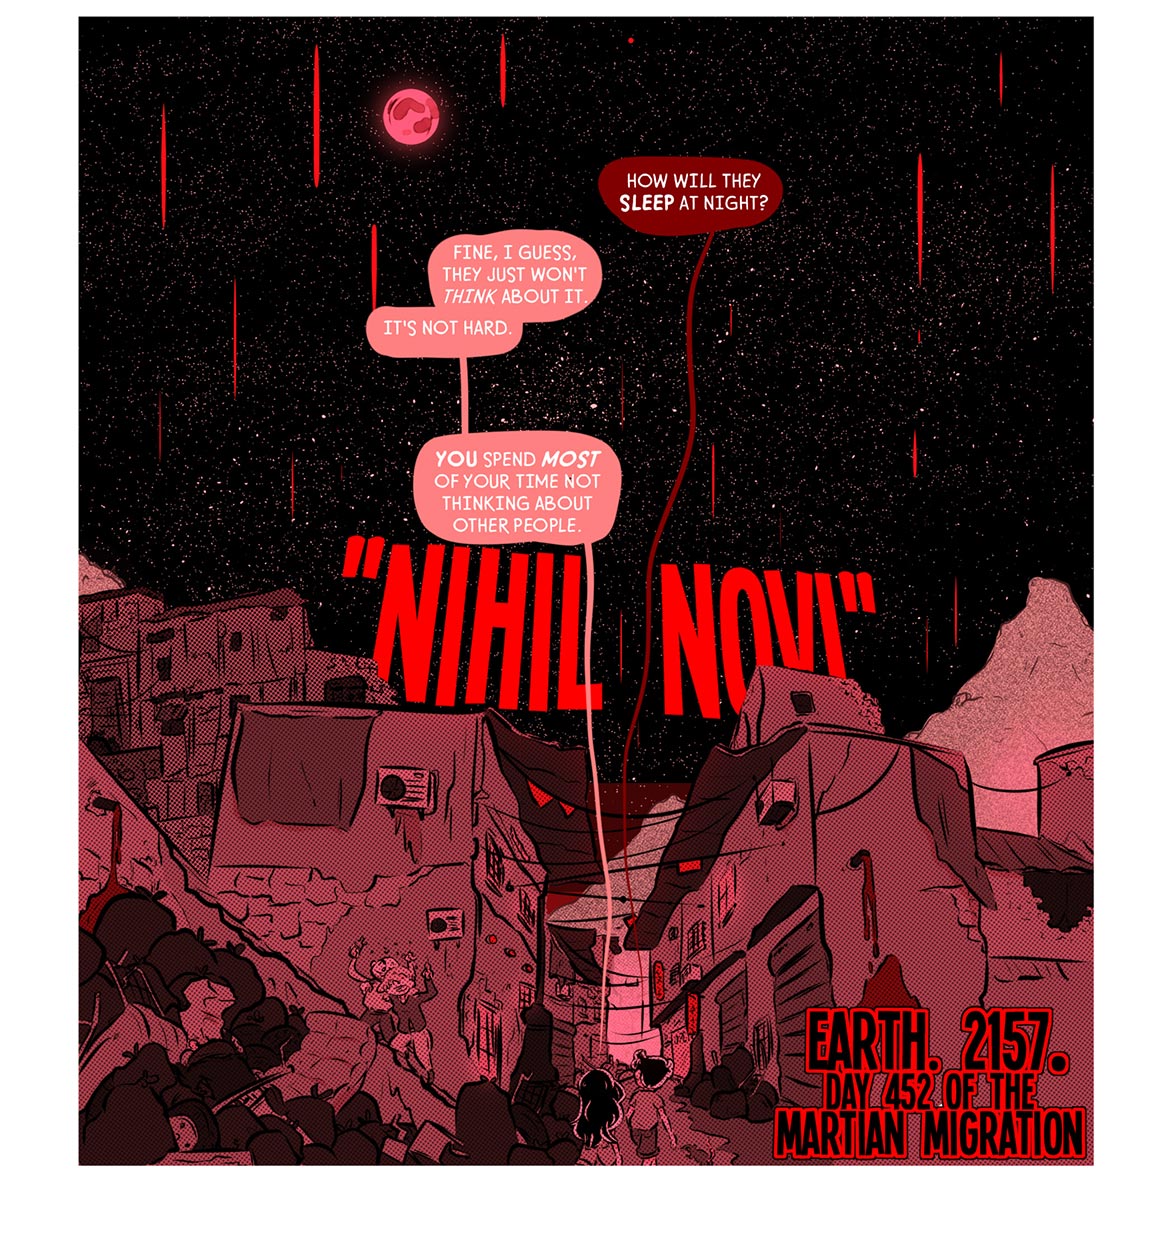 HOW WILL THEY
SLEEP AT NIGHT?
FINE, I GUESS,
THEY JUST WON'T
THINK ABOUT IT.
IT'S NOT HARD.
YOU SPEND MOST
OF YOUR TIME NOT
THINKING ABOUT
OTHER PEOPLE.
"NIHIL NOVI"
EARTH. 2157.
DAY 452 OF THE
MARTIAN MIGRATION